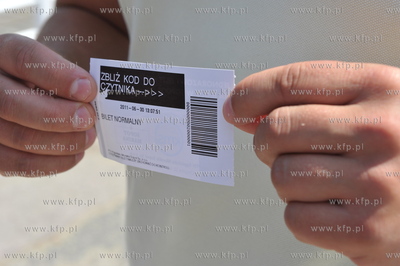 ZBLIŻ KOD DO
CZYTNIKA -->>>
BILET NORMALNY
www.kfp.pl